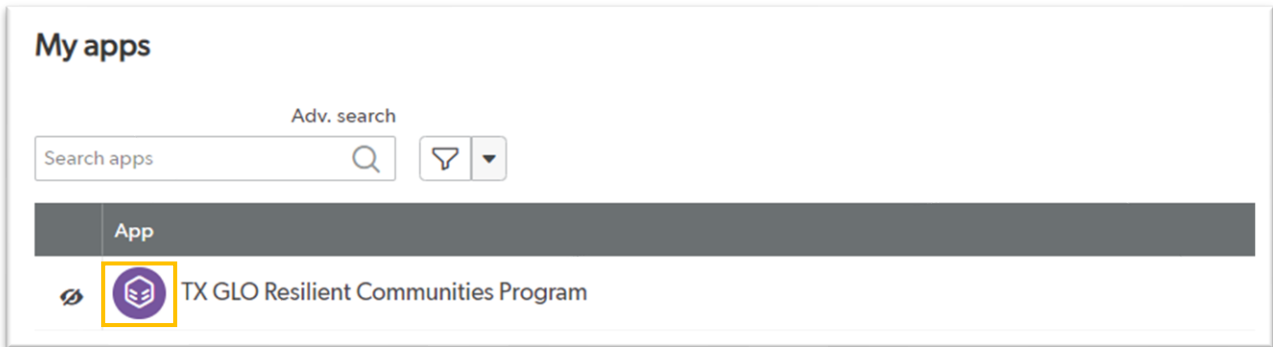 My apps
Adv. search
Search apps
App
TX GLO Resilient Communities Program